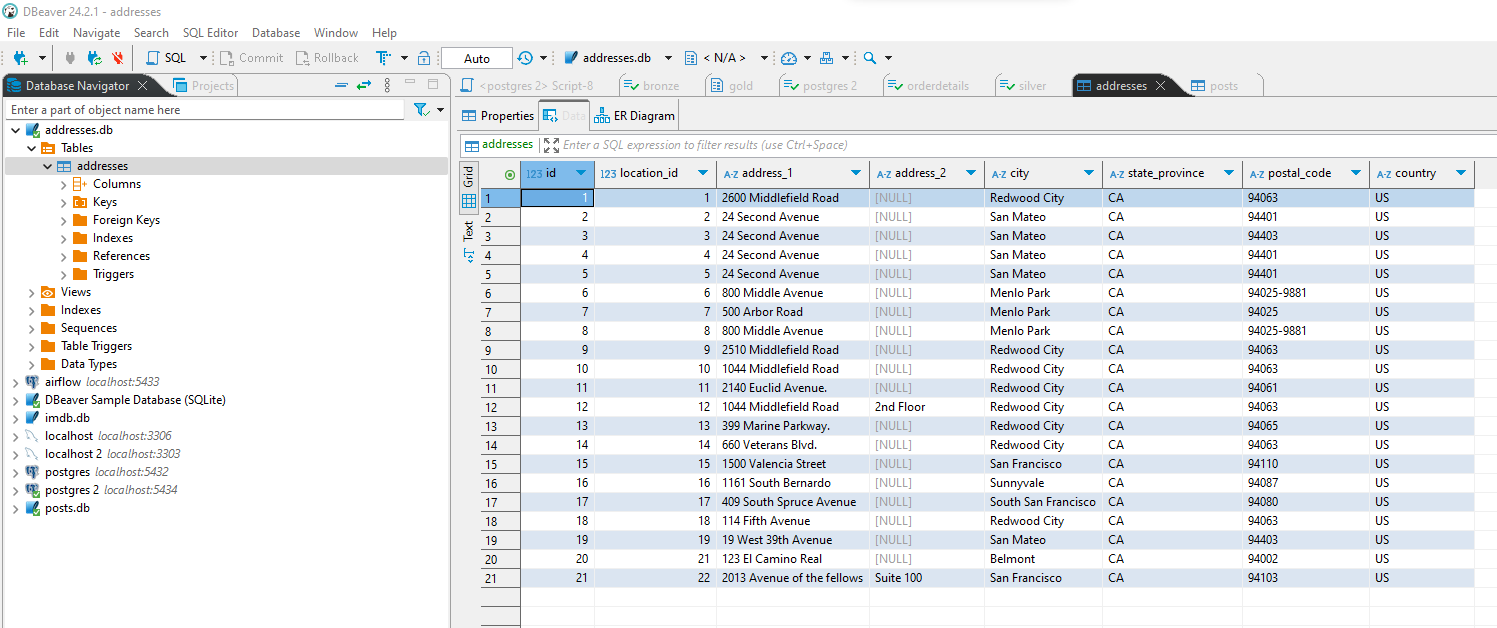 DBeaver 24.2.1 - addresses
File Edit Navigate Search SQL Editor Database Window Help
SQL Commit Rollback Auto addresses.db < N/A >
Database Navigator Projects
<postgres 2> Script-8 bronze gold postgres 2 orderdetails silver addresses posts
Enter a part of object name here
addresses.db
Tables
addresses
Columns
Keys
Foreign Keys
Indexes
References
Triggers
Views
Indexes
Sequences
Table Triggers
Data Types
airflow localhost:5433
DBeaver Sample Database (SQLite)
imdb.db
localhost localhost:3306
localhost 2 localhost:3303
postgres localhost:5432
postgres 2 localhost:5434
posts.db
Properties Data ER Diagram
addresses Enter a SQL expression to filter results (use Ctrl+Space)
Grid
Text
123 id 123 location_id A-Z address_1 A-Z address_2 A-Z city A-Z state_province A-Z postal_code A-Z country
1 1 1 2600 Middlefield Road [NULL] Redwood City CA 94063 US
2 2 2 24 Second Avenue [NULL] San Mateo CA 94401 US
3 3 3 24 Second Avenue [NULL] San Mateo CA 94403 US
4 4 4 24 Second Avenue [NULL] San Mateo CA 94401 US
5 5 5 24 Second Avenue [NULL] San Mateo CA 94401 US
6 6 6 800 Middle Avenue [NULL] Menlo Park CA 94025-9881 US
7 7 7 500 Arbor Road [NULL] Menlo Park CA 94025 US
8 8 8 800 Middle Avenue [NULL] Menlo Park CA 94025-9881 US
9 9 9 2510 Middlefield Road [NULL] Redwood City CA 94063 US
10 10 10 1044 Middlefield Road [NULL] Redwood City CA 94063 US
11 11 11 2140 Euclid Avenue. [NULL] Redwood City CA 94061 US
12 12 12 1044 Middlefield Road 2nd Floor Redwood City CA 94063 US
13 13 13 399 Marine Parkway. [NULL] Redwood City CA 94065 US
14 14 14 660 Veterans Blvd. [NULL] Redwood City CA 94063 US
15 15 15 1500 Valencia Street [NULL] San Francisco CA 94110 US
16 16 16 1161 South Bernardo [NULL] Sunnyvale CA 94087 US
17 17 17 409 South Spruce Avenue [NULL] South San Francisco CA 94080 US
18 18 18 114 Fifth Avenue [NULL] Redwood City CA 94063 US
19 19 19 19 West 39th Avenue [NULL] San Mateo CA 94403 US
20 20 21 123 El Camino Real [NULL] Belmont CA 94002 US
21 21 22 2013 Avenue of the fellows Suite 100 San Francisco CA 94103 US